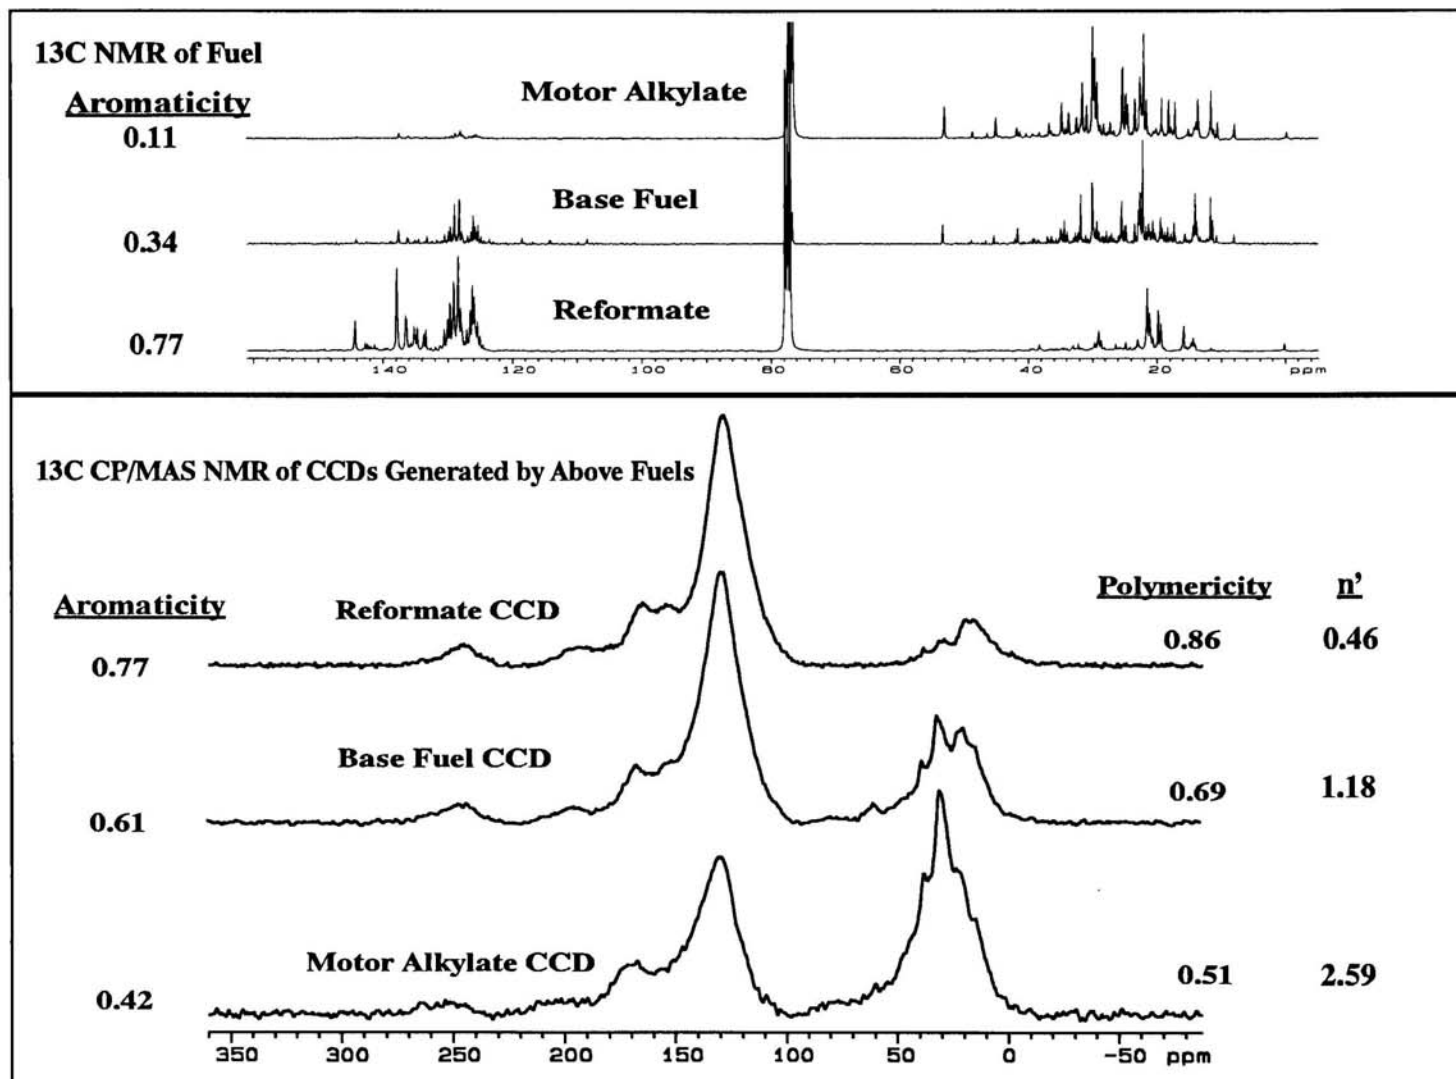 13C NMR of Fuel
Aromaticity
Motor Alkylate
0.11
Base Fuel
0.34
Reformate
0.77
140 120 100 80 60 40 20 ppm
13C CP/MAS NMR of CCDs Generated by Above Fuels
Aromaticity Reformate CCD Polymericity n'
0.77 0.86 0.46
Base Fuel CCD
0.61 0.69 1.18
Motor Alkylate CCD
0.42 0.51 2.59
350 300 250 200 150 100 50 0 -50 ppm